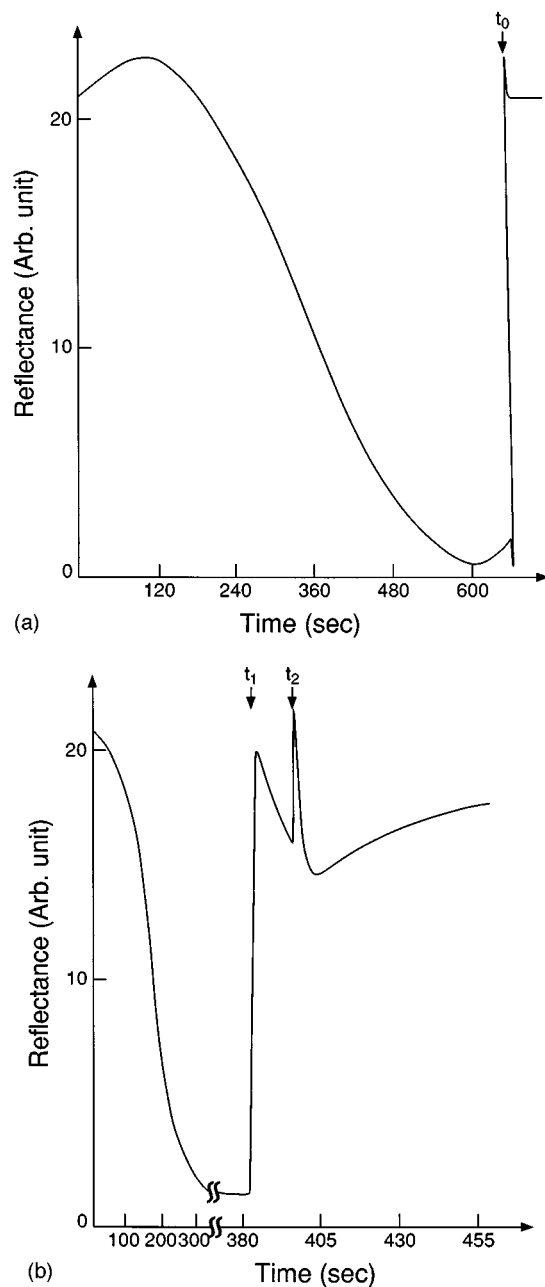 t0
20
10
0
Reflectance (Arb. unit)
120 240 360 480 600
Time (sec)
(a)
t1 t2
20
10
0
Reflectance (Arb. unit)
100 200 300 380 405 430 455
Time (sec)
(b)